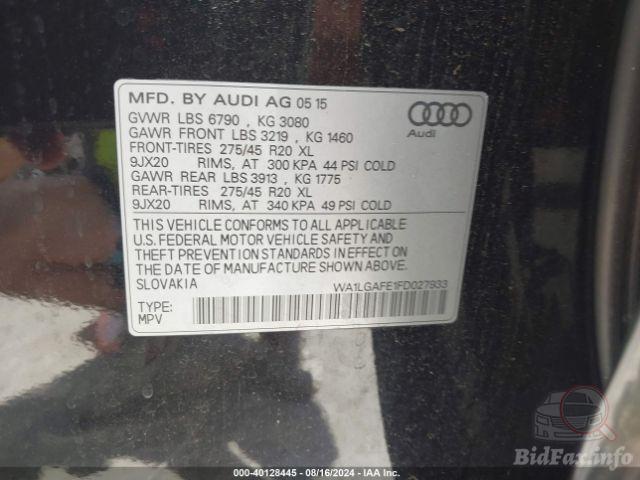 MFD. BY AUDI AG 05 15
GVWR LBS 6790 , KG 3080
GAWR FRONT LBS 3219 , KG 1460
FRONT-TIRES 275/45 R20 XL
9JX20 RIMS, AT 300 KPA 44 PSI COLD
GAWR REAR LBS 3913 , KG 1775
REAR-TIRES 275/45 R20 XL
9JX20 RIMS, AT 340 KPA 49 PSI COLD
Audi
THIS VEHICLE CONFORMS TO ALL APPLICABLE
U.S. FEDERAL MOTOR VEHICLE SAFETY AND
THEFT PREVENTION STANDARDS IN EFFECT ON
THE DATE OF MANUFACTURE SHOWN ABOVE.
SLOVAKIA WA1LGAFE1FD027933
TYPE:
MPV
BidFax.info
000-40128445 - 08/16/2024 - IAA Inc.